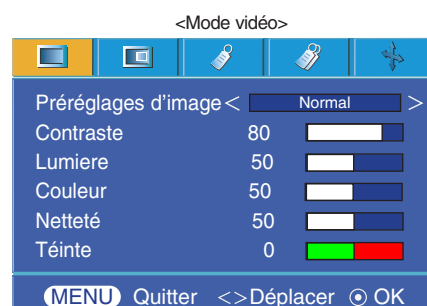 <Mode vidéo>
Préréglages d’image < Normal >
Contraste 80
Lumiere 50
Couleur 50
Netteté 50
Téinte 0
MENU Quitter <>Déplacer ⊙ OK